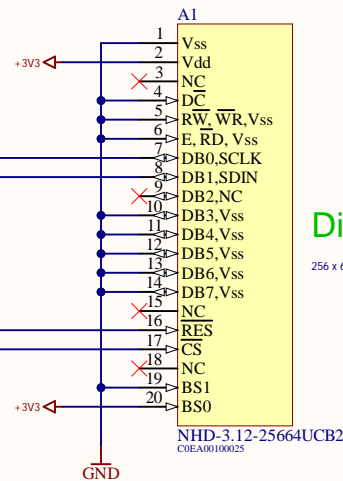 A1
1 Vss
+3V3 2 Vdd
3 NC
4 DC
5 RW, WR,Vss
6 E, RD, Vss
7 DB0,SCLK
8 DB1,SDIN
9 DB2,NC
10 DB3,Vss
11 DB4,Vss
12 DB5,Vss
13 DB6,Vss
14 DB7,Vss
15 NC
16 RES
17 CS
18 NC
19 BS1
+3V3 20 BS0
Di
256 x 6
NHD-3.12-25664UCB2
C0EA00100025
GND